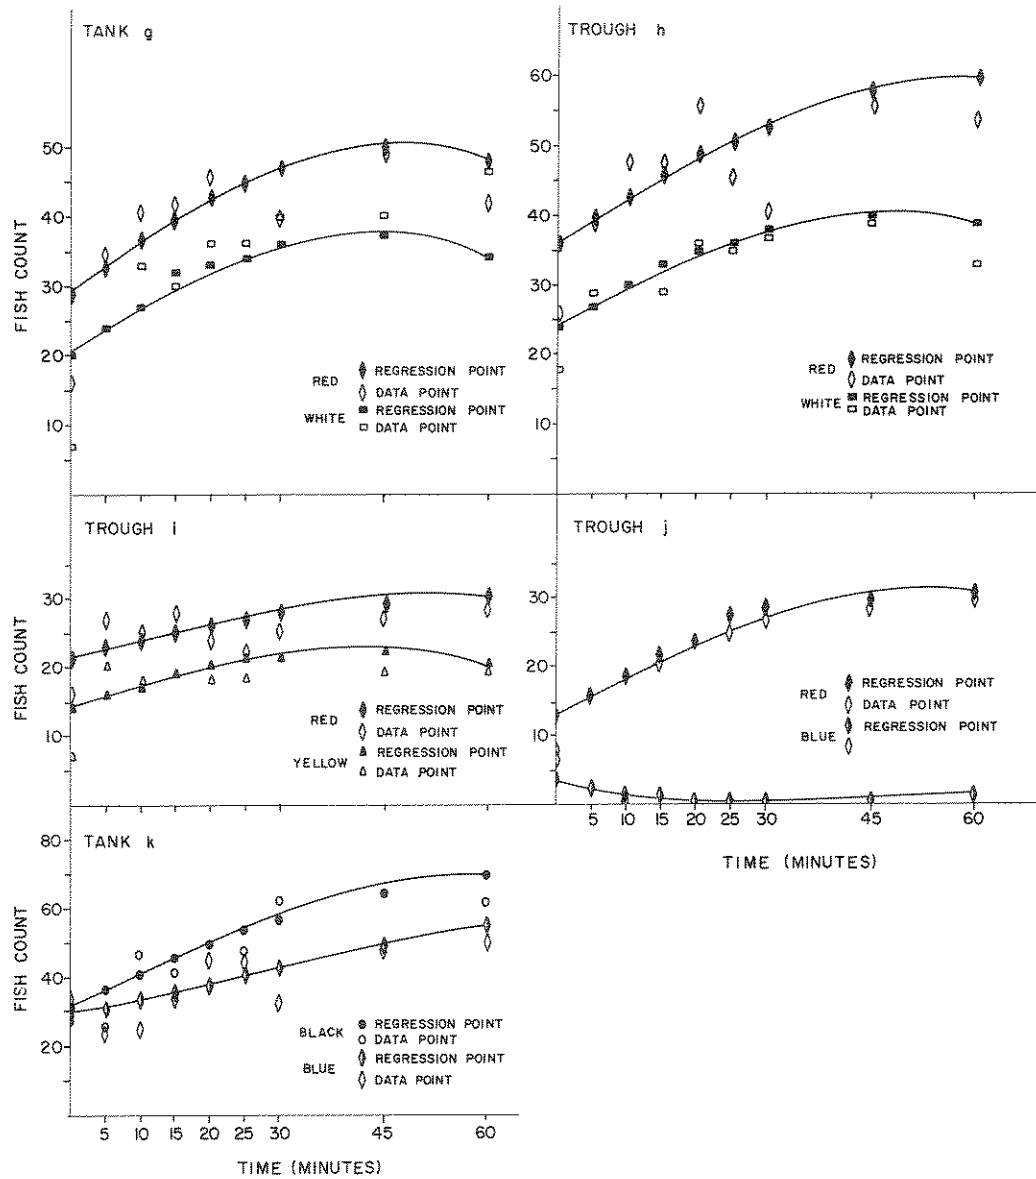 TANK g
FISH COUNT
50
40
30
20
10
RED
REGRESSION POINT
DATA POINT
WHITE
REGRESSION POINT
DATA POINT
TROUGH h
60
50
40
30
20
10
RED
REGRESSION POINT
DATA POINT
WHITE
REGRESSION POINT
DATA POINT
TROUGH i
FISH COUNT
30
20
10
RED
REGRESSION POINT
DATA POINT
YELLOW
REGRESSION POINT
DATA POINT
TROUGH j
30
20
10
RED
REGRESSION POINT
DATA POINT
BLUE
REGRESSION POINT
5 10 15 20 25 30 45 60
TIME (MINUTES)
TANK k
FISH COUNT
80
60
40
20
BLACK
REGRESSION POINT
DATA POINT
BLUE
REGRESSION POINT
DATA POINT
5 10 15 20 25 30 45 60
TIME (MINUTES)